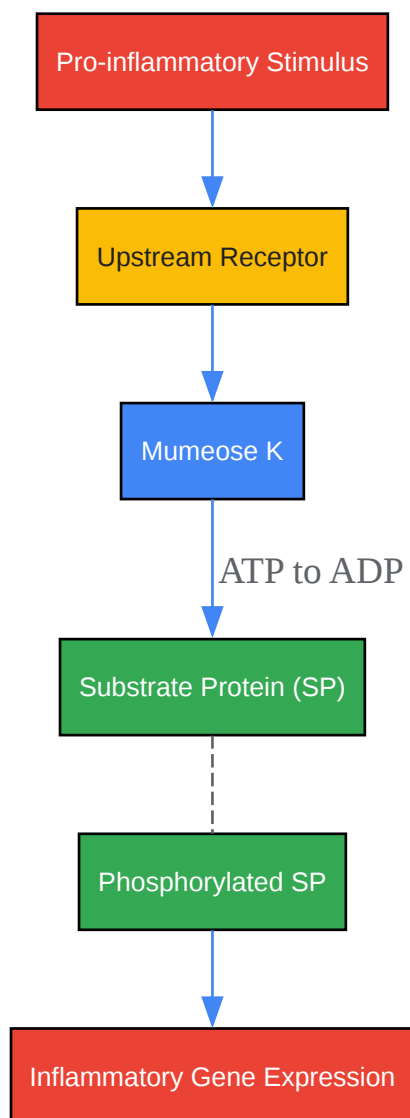 Pro-inflammatory Stimulus
Upstream Receptor
Mumeose K
ATP to ADP
Substrate Protein (SP)
Phosphorylated SP
Inflammatory Gene Expression